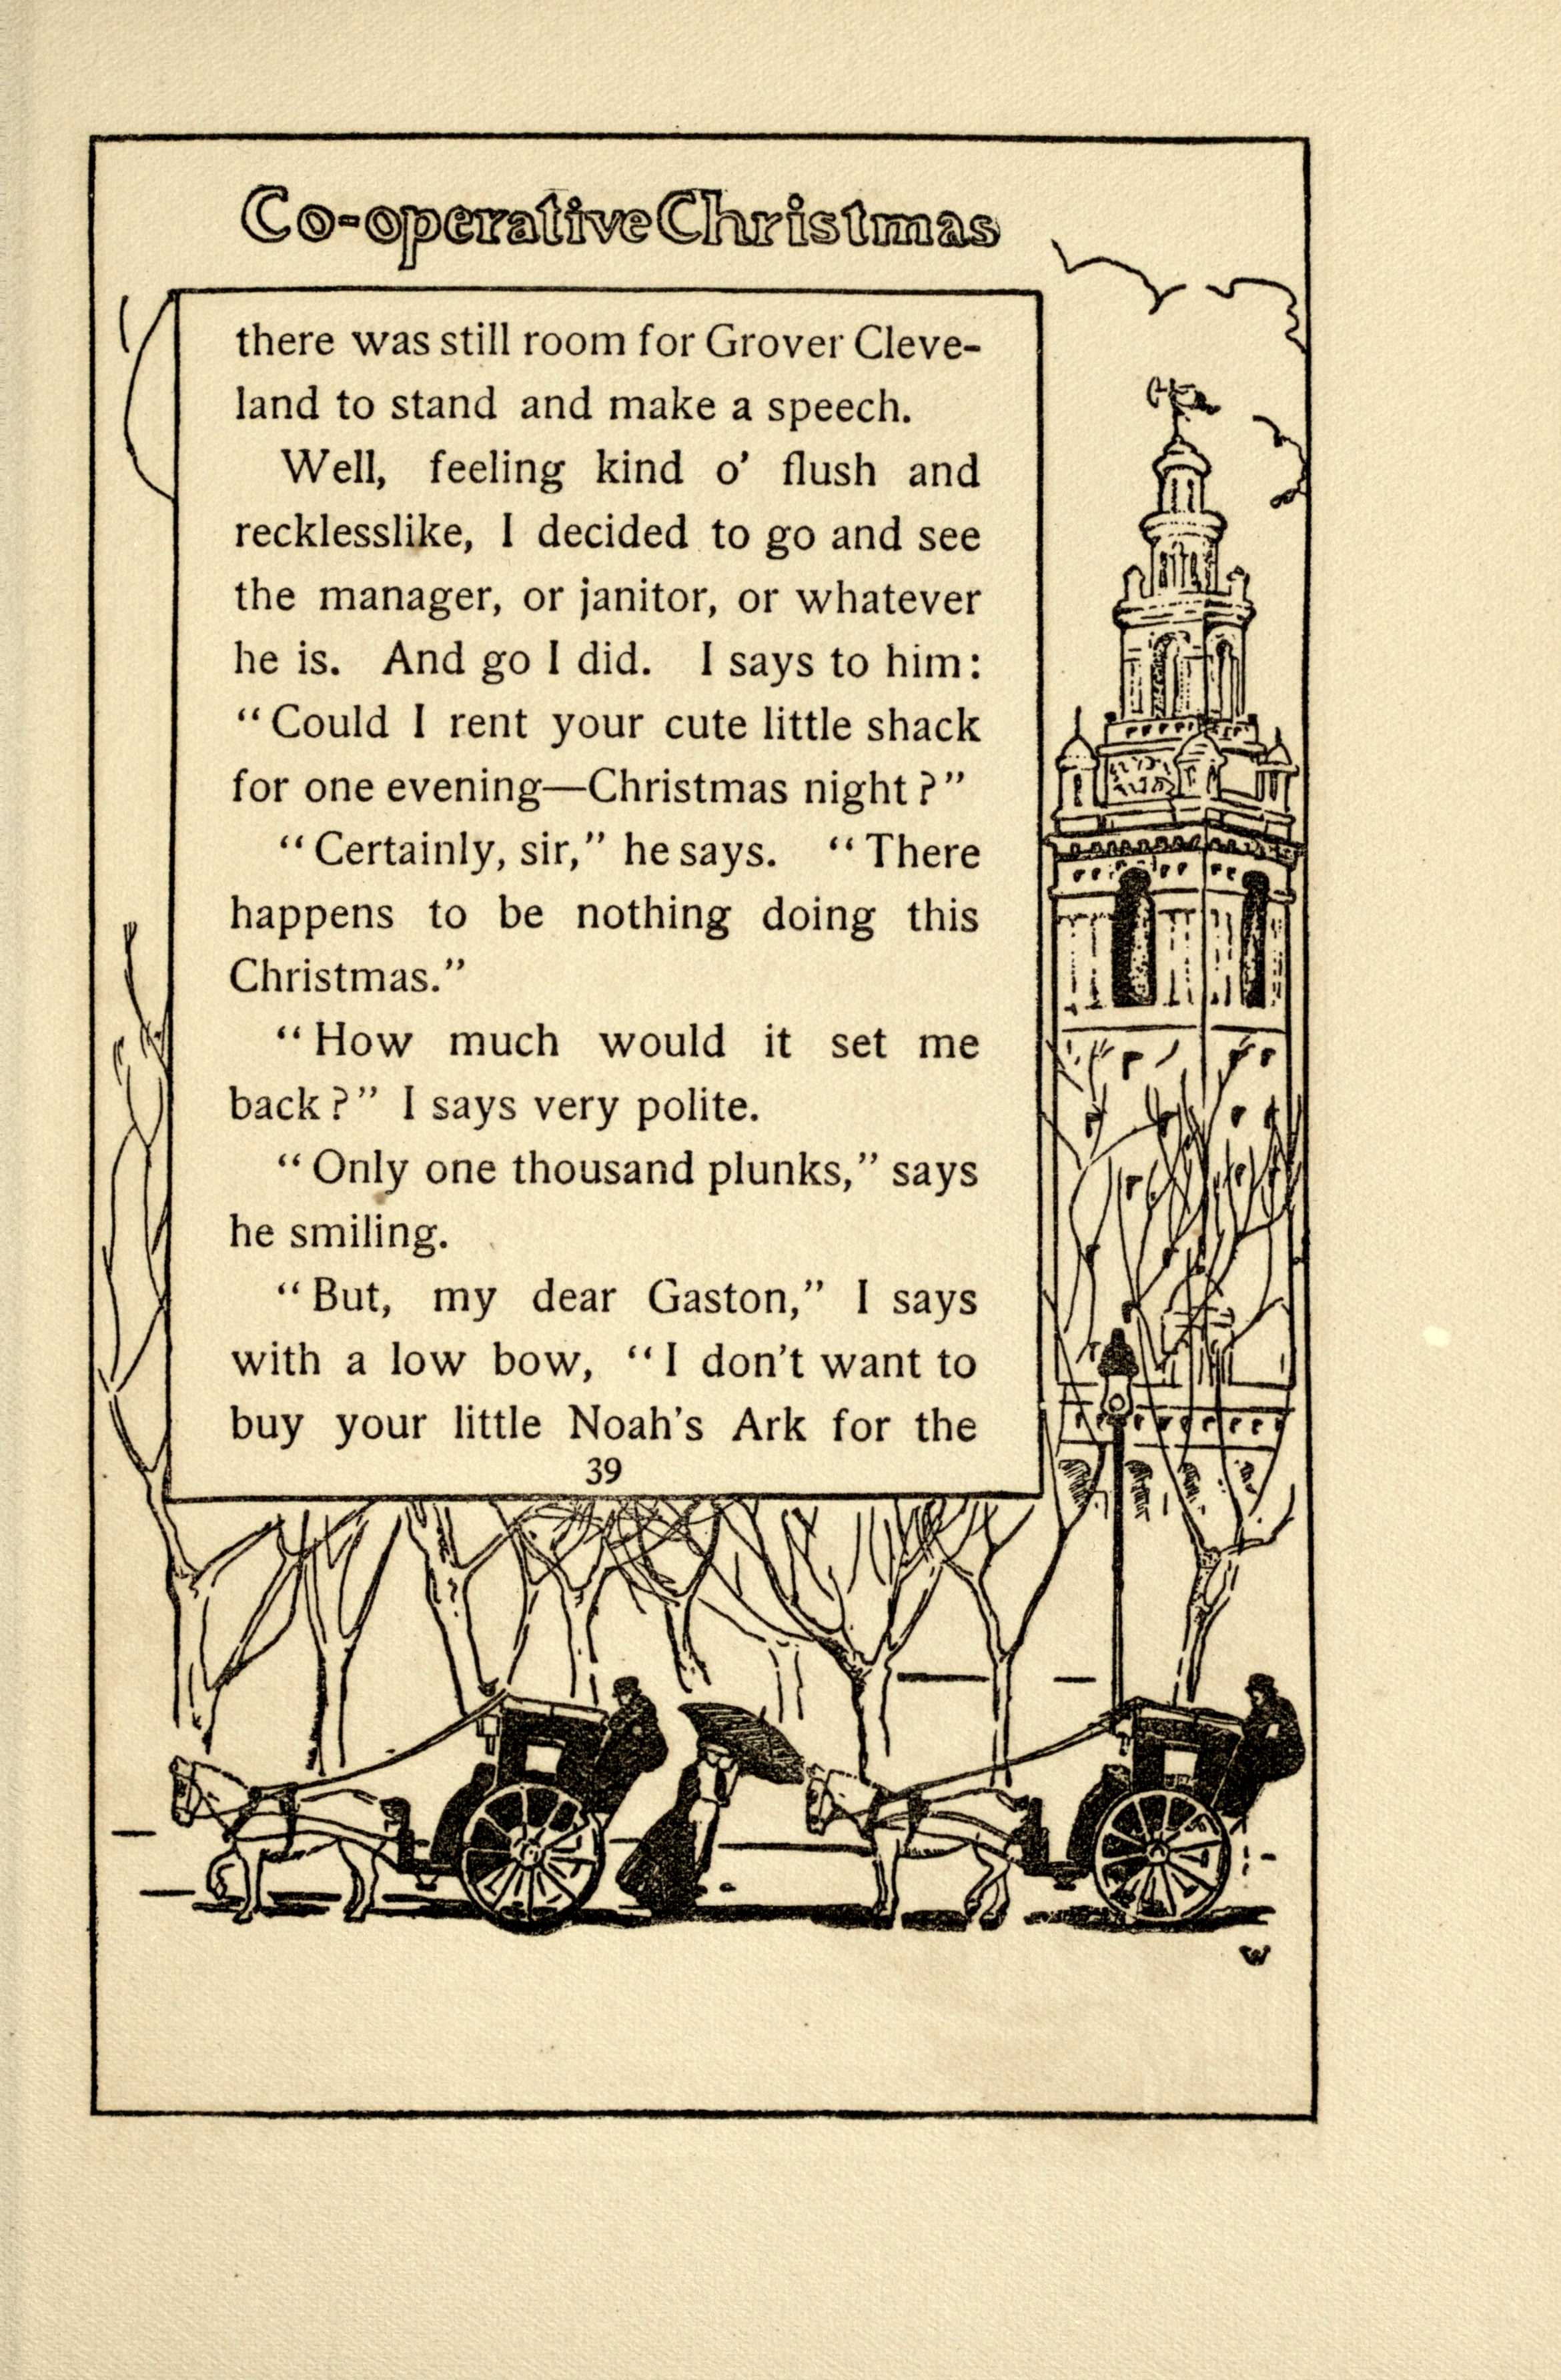 Co-operative Christmas
there was still room for Grover Cleve-
land to stand and make a speech.
Well, feeling kind o’ flush and
recklesslike, I decided to go and see
the manager, or janitor, or whatever
he is. And go I did. I says to him:
“Could I rent your cute little shack
for one evening—Christmas night?”
“Certainly, sir,” he says. “There
happens to be nothing doing this
Christmas.”
“How much would it set me
back?” I says very polite.
“Only one thousand plunks,” says
he smiling.
“But, my dear Gaston,” I says
with a low bow, “I don’t want to
buy your little Noah’s Ark for the
39
W